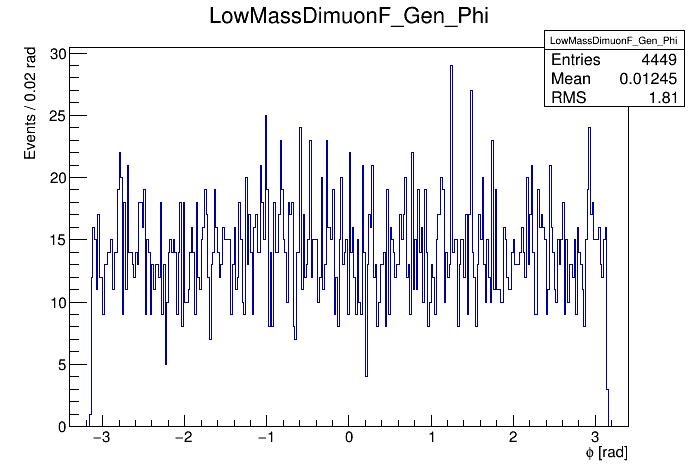 LowMassDimuonF_Gen_Phi
LowMassDimuonF_Gen_Phi
Entries 4449
Mean 0.01245
RMS 1.81
Events / 0.02 rad
30
25
20
15
10
5
0
−3 −2 −1 0 1 2 3
ϕ [rad]